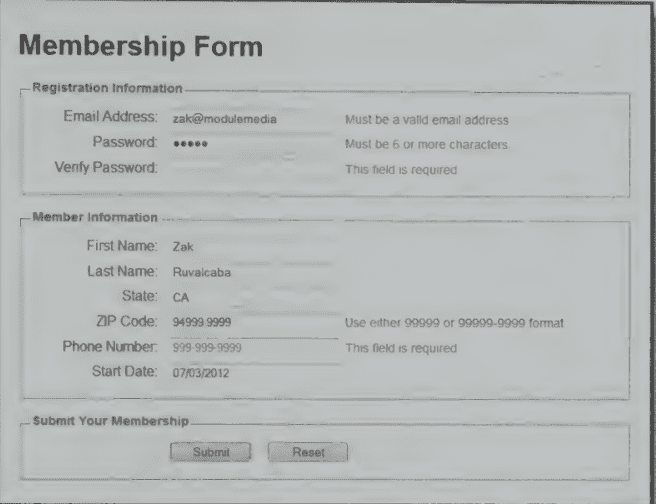 Membership Form
Registration Information
Email Address: zak@modulemedia Must be a valid email address
Password: ••••• Must be 6 or more characters
Verify Password: This field is required
Member Information
First Name: Zak
Last Name: Ruvalcaba
State: CA
ZIP Code: 94999 9999 Use either 99999 or 99999-9999 format
Phone Number: 999-999-9999 This field is required
Start Date: 07/03/2012
Submit Your Membership
Submit Reset